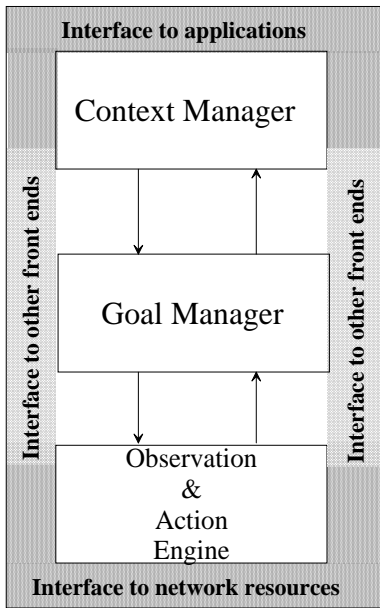 Interface to applications
Context Manager
Interface to other front ends
Interface to other front ends
Goal Manager
Observation
&
Action
Engine
Interface to network resources